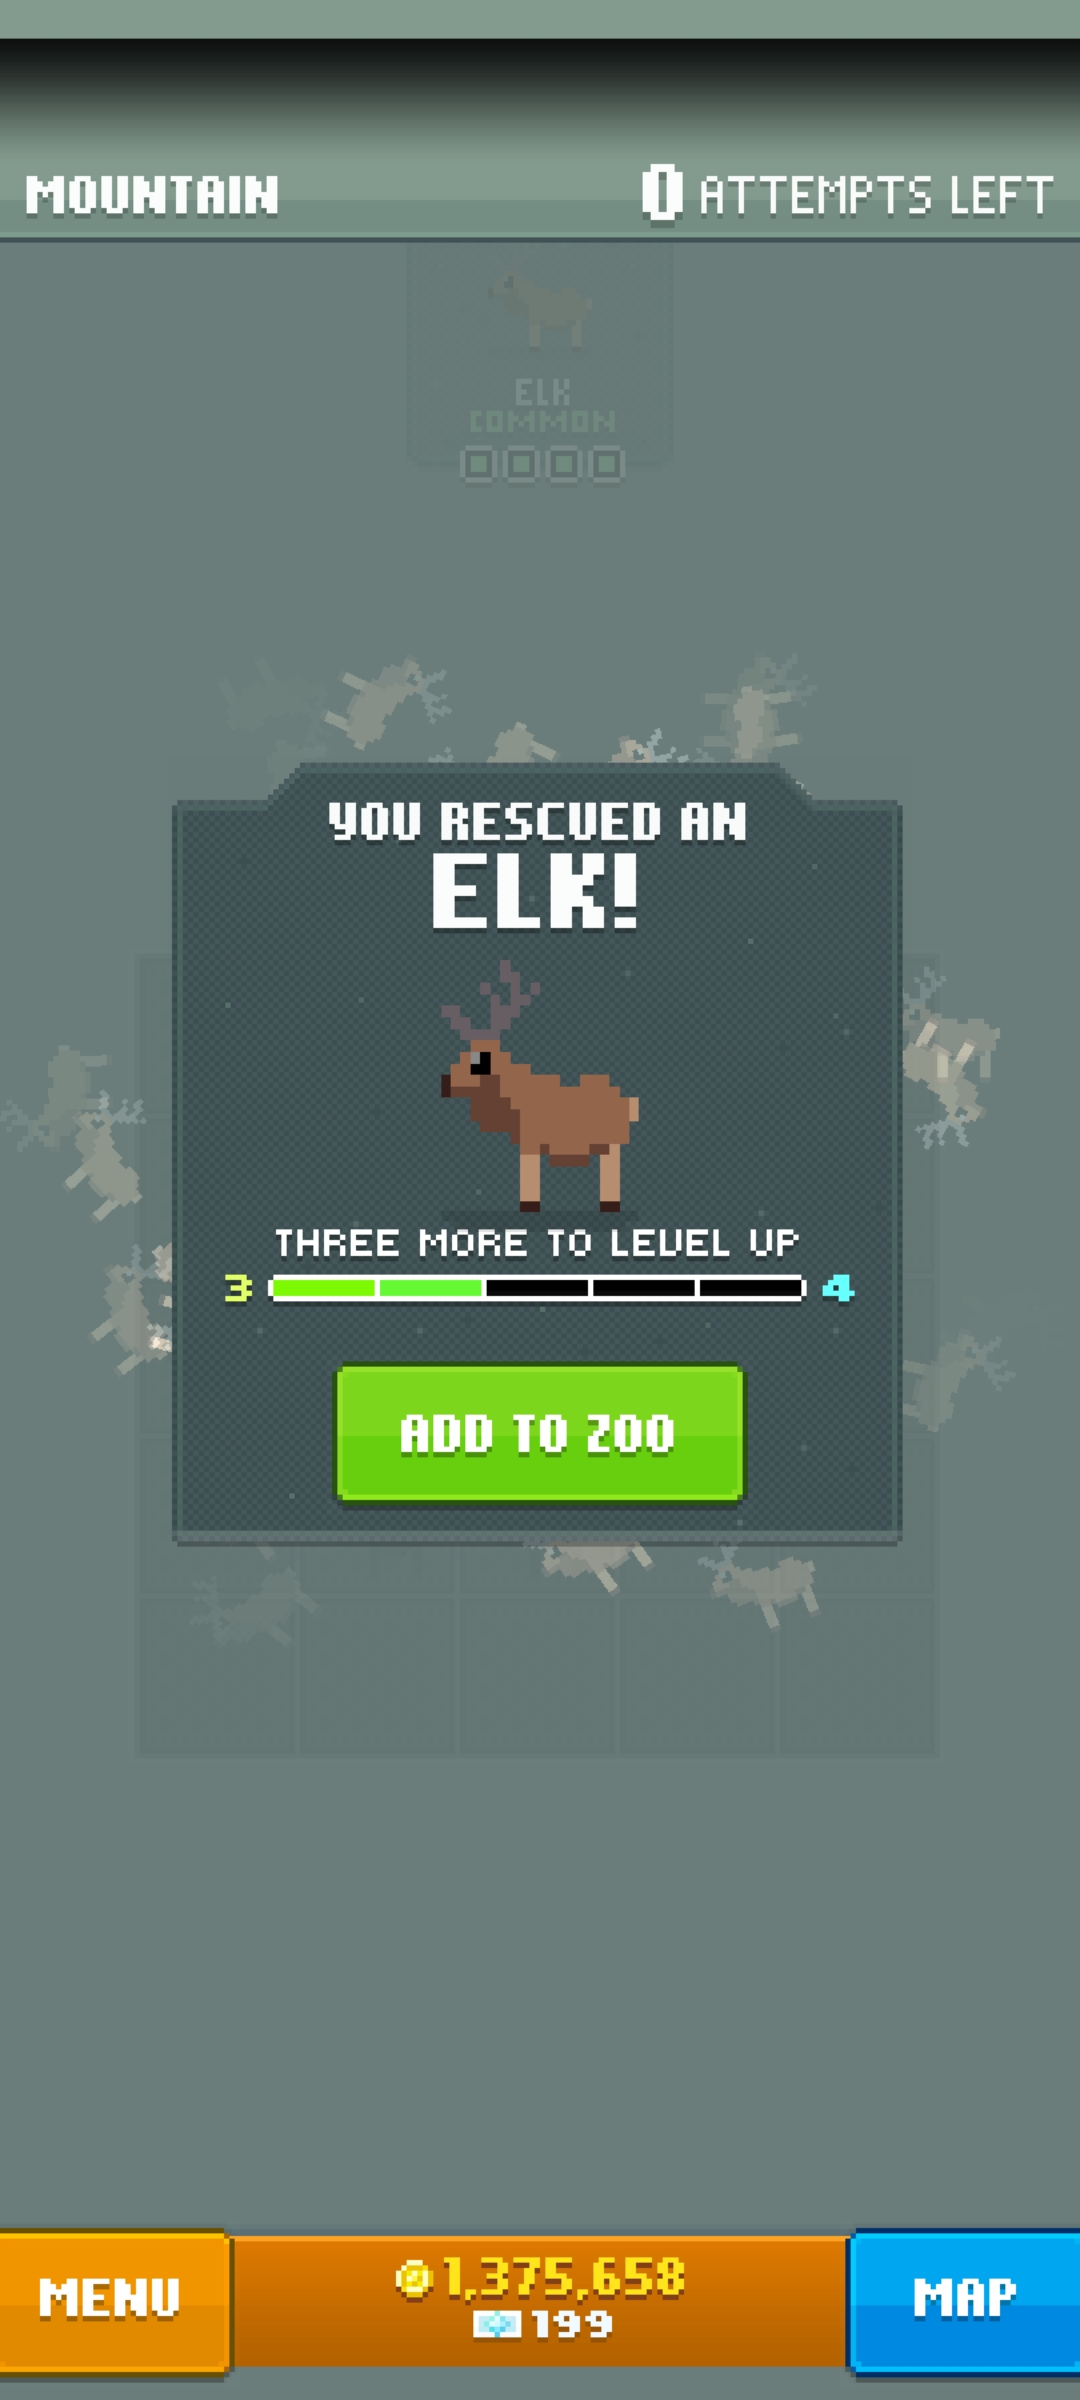 MOUNTAIN
0 ATTEMPTS LEFT
ELK
COMMON
YOU RESCUED AN
ELK!
THREE MORE TO LEVEL UP
3 4
ADD TO ZOO
MENU
1,375,658
199
MAP